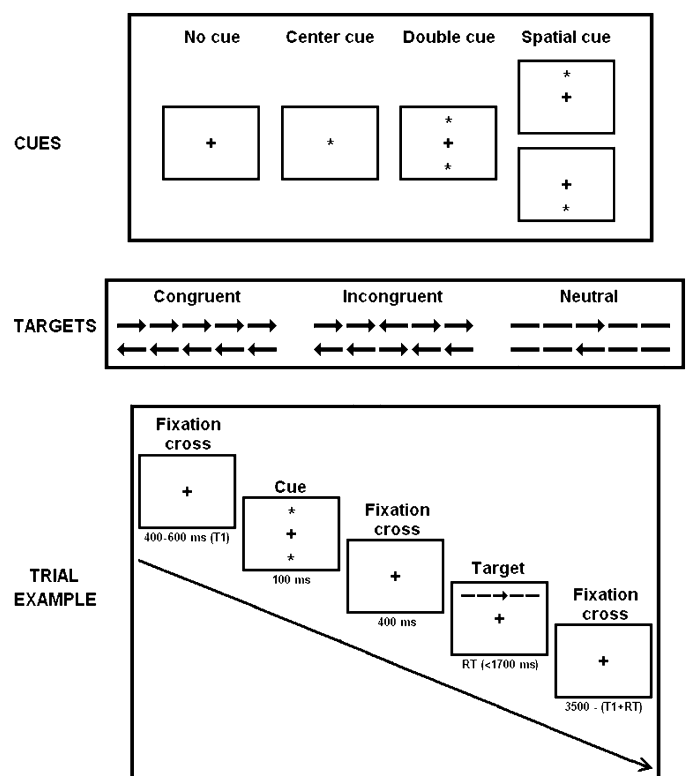 No cue Center cue Double cue Spatial cue
CUES
Congruent Incongruent Neutral
TARGETS
Fixation
cross
400-600 ms (T1)
Cue
100 ms
Fixation
cross
400 ms
Target
RT (<1700 ms)
Fixation
cross
3500 - (T1+RT)
TRIAL
EXAMPLE